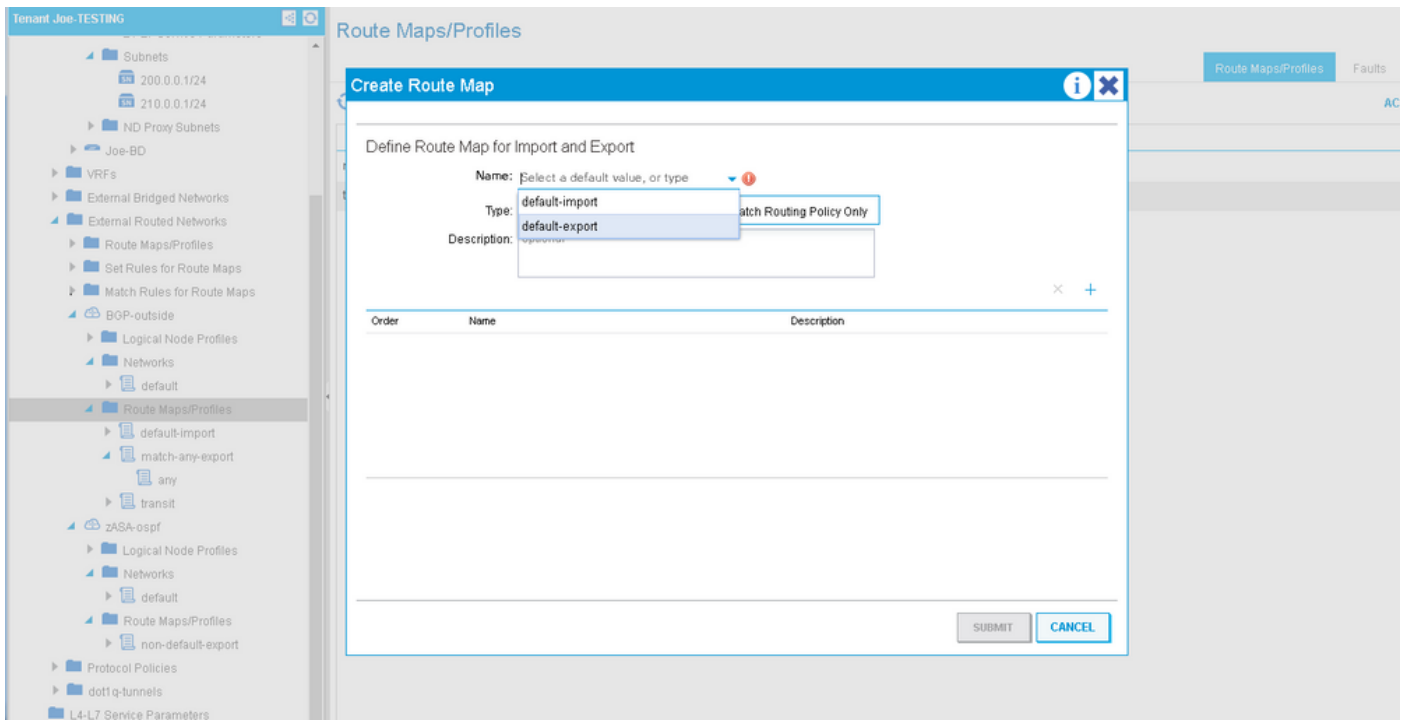 Tenant Joe-TESTING
Subnets
200.0.0.1/24
210.0.0.1/24
ND Proxy Subnets
Joe-BD
VRFs
External Bridged Networks
External Routed Networks
Route Maps/Profiles
Set Rules for Route Maps
Match Rules for Route Maps
BGP-outside
Logical Node Profiles
Networks
default
Route Maps/Profiles
default-import
match-any-export
any
transit
zASA-ospf
Logical Node Profiles
Networks
default
Route Maps/Profiles
non-default-export
Protocol Policies
dot1q-tunnels
L4-L7 Service Parameters
Route Maps/Profiles
Route Maps/Profiles Faults
AC
Create Route Map
Define Route Map for Import and Export
Name: Select a default value, or type
default-import
Type: atch Routing Policy Only
default-export
Description:
Order Name Description
SUBMIT CANCEL